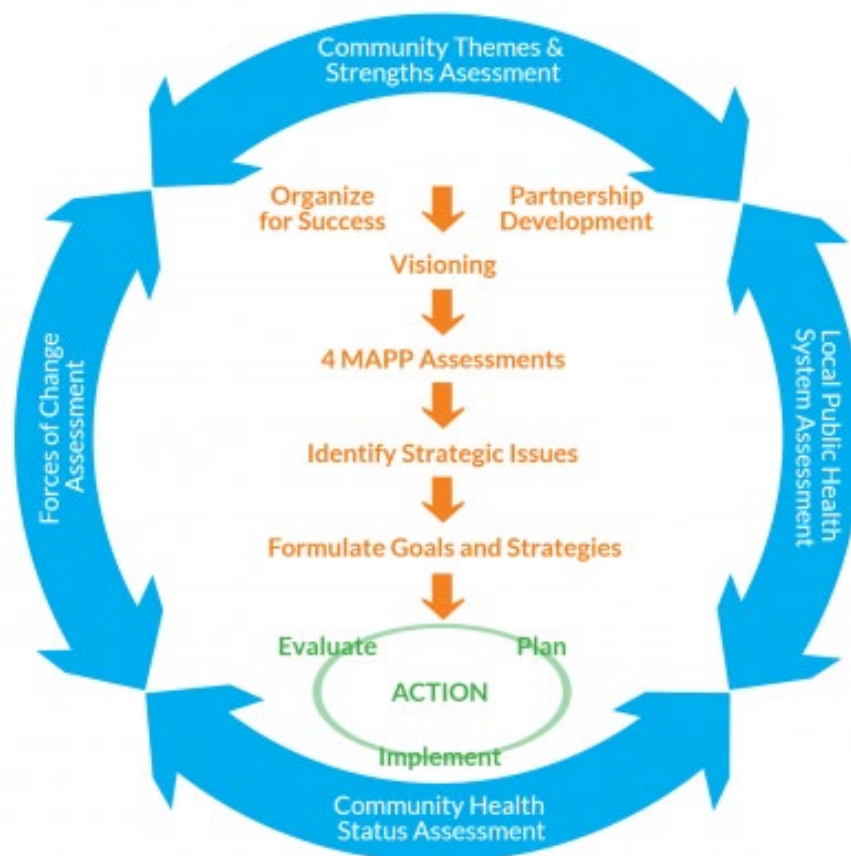 Community Themes &
Strengths Asessment
Organize
for Success
Partnership
Development
Visioning
4 MAPP Assessments
Identify Strategic Issues
Formulate Goals and Strategies
Evaluate
Plan
ACTION
Implement
Forces of Change
Assessment
Local Public Health
System Assessment
Community Health
Status Assessment